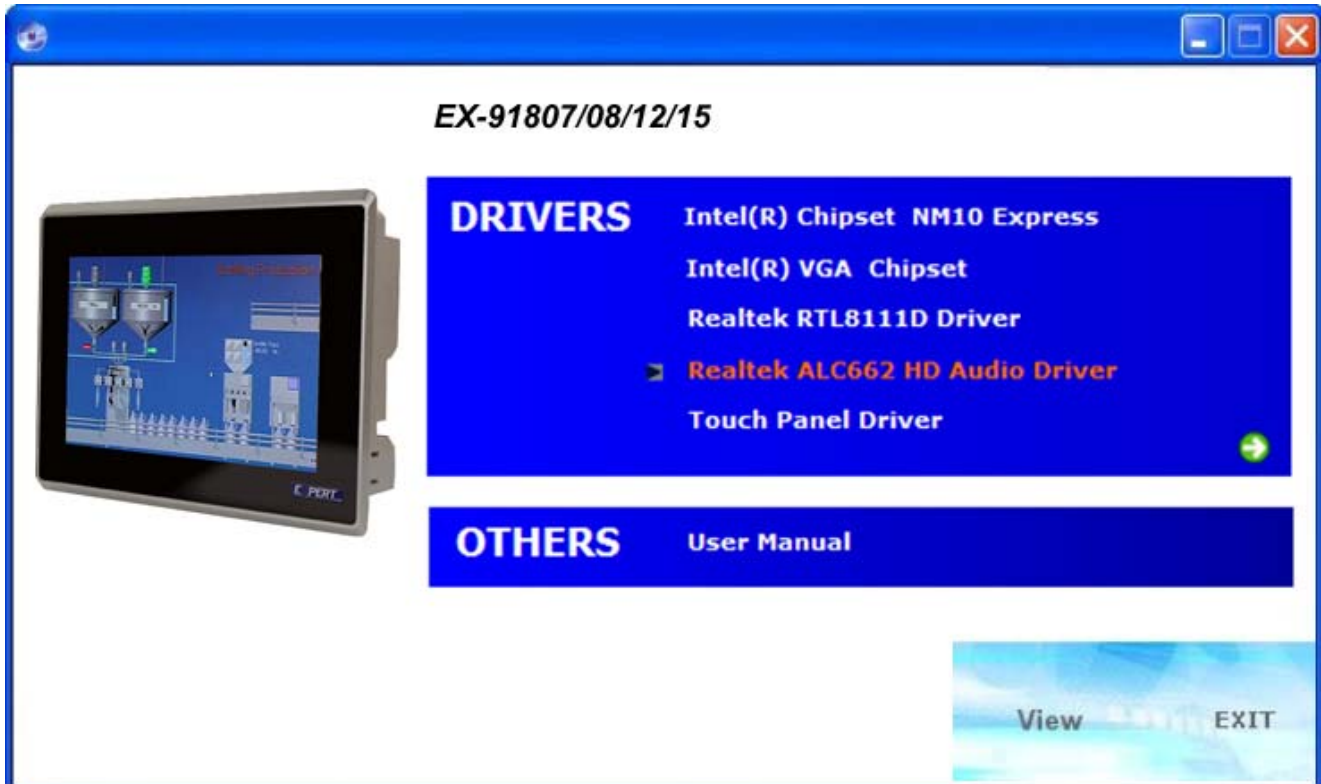 EX-91807/08/12/15
DRIVERS
Intel(R) Chipset NM10 Express
Intel(R) VGA Chipset
Realtek RTL8111D Driver
Realtek ALC662 HD Audio Driver
Touch Panel Driver
OTHERS
User Manual
View
EXIT